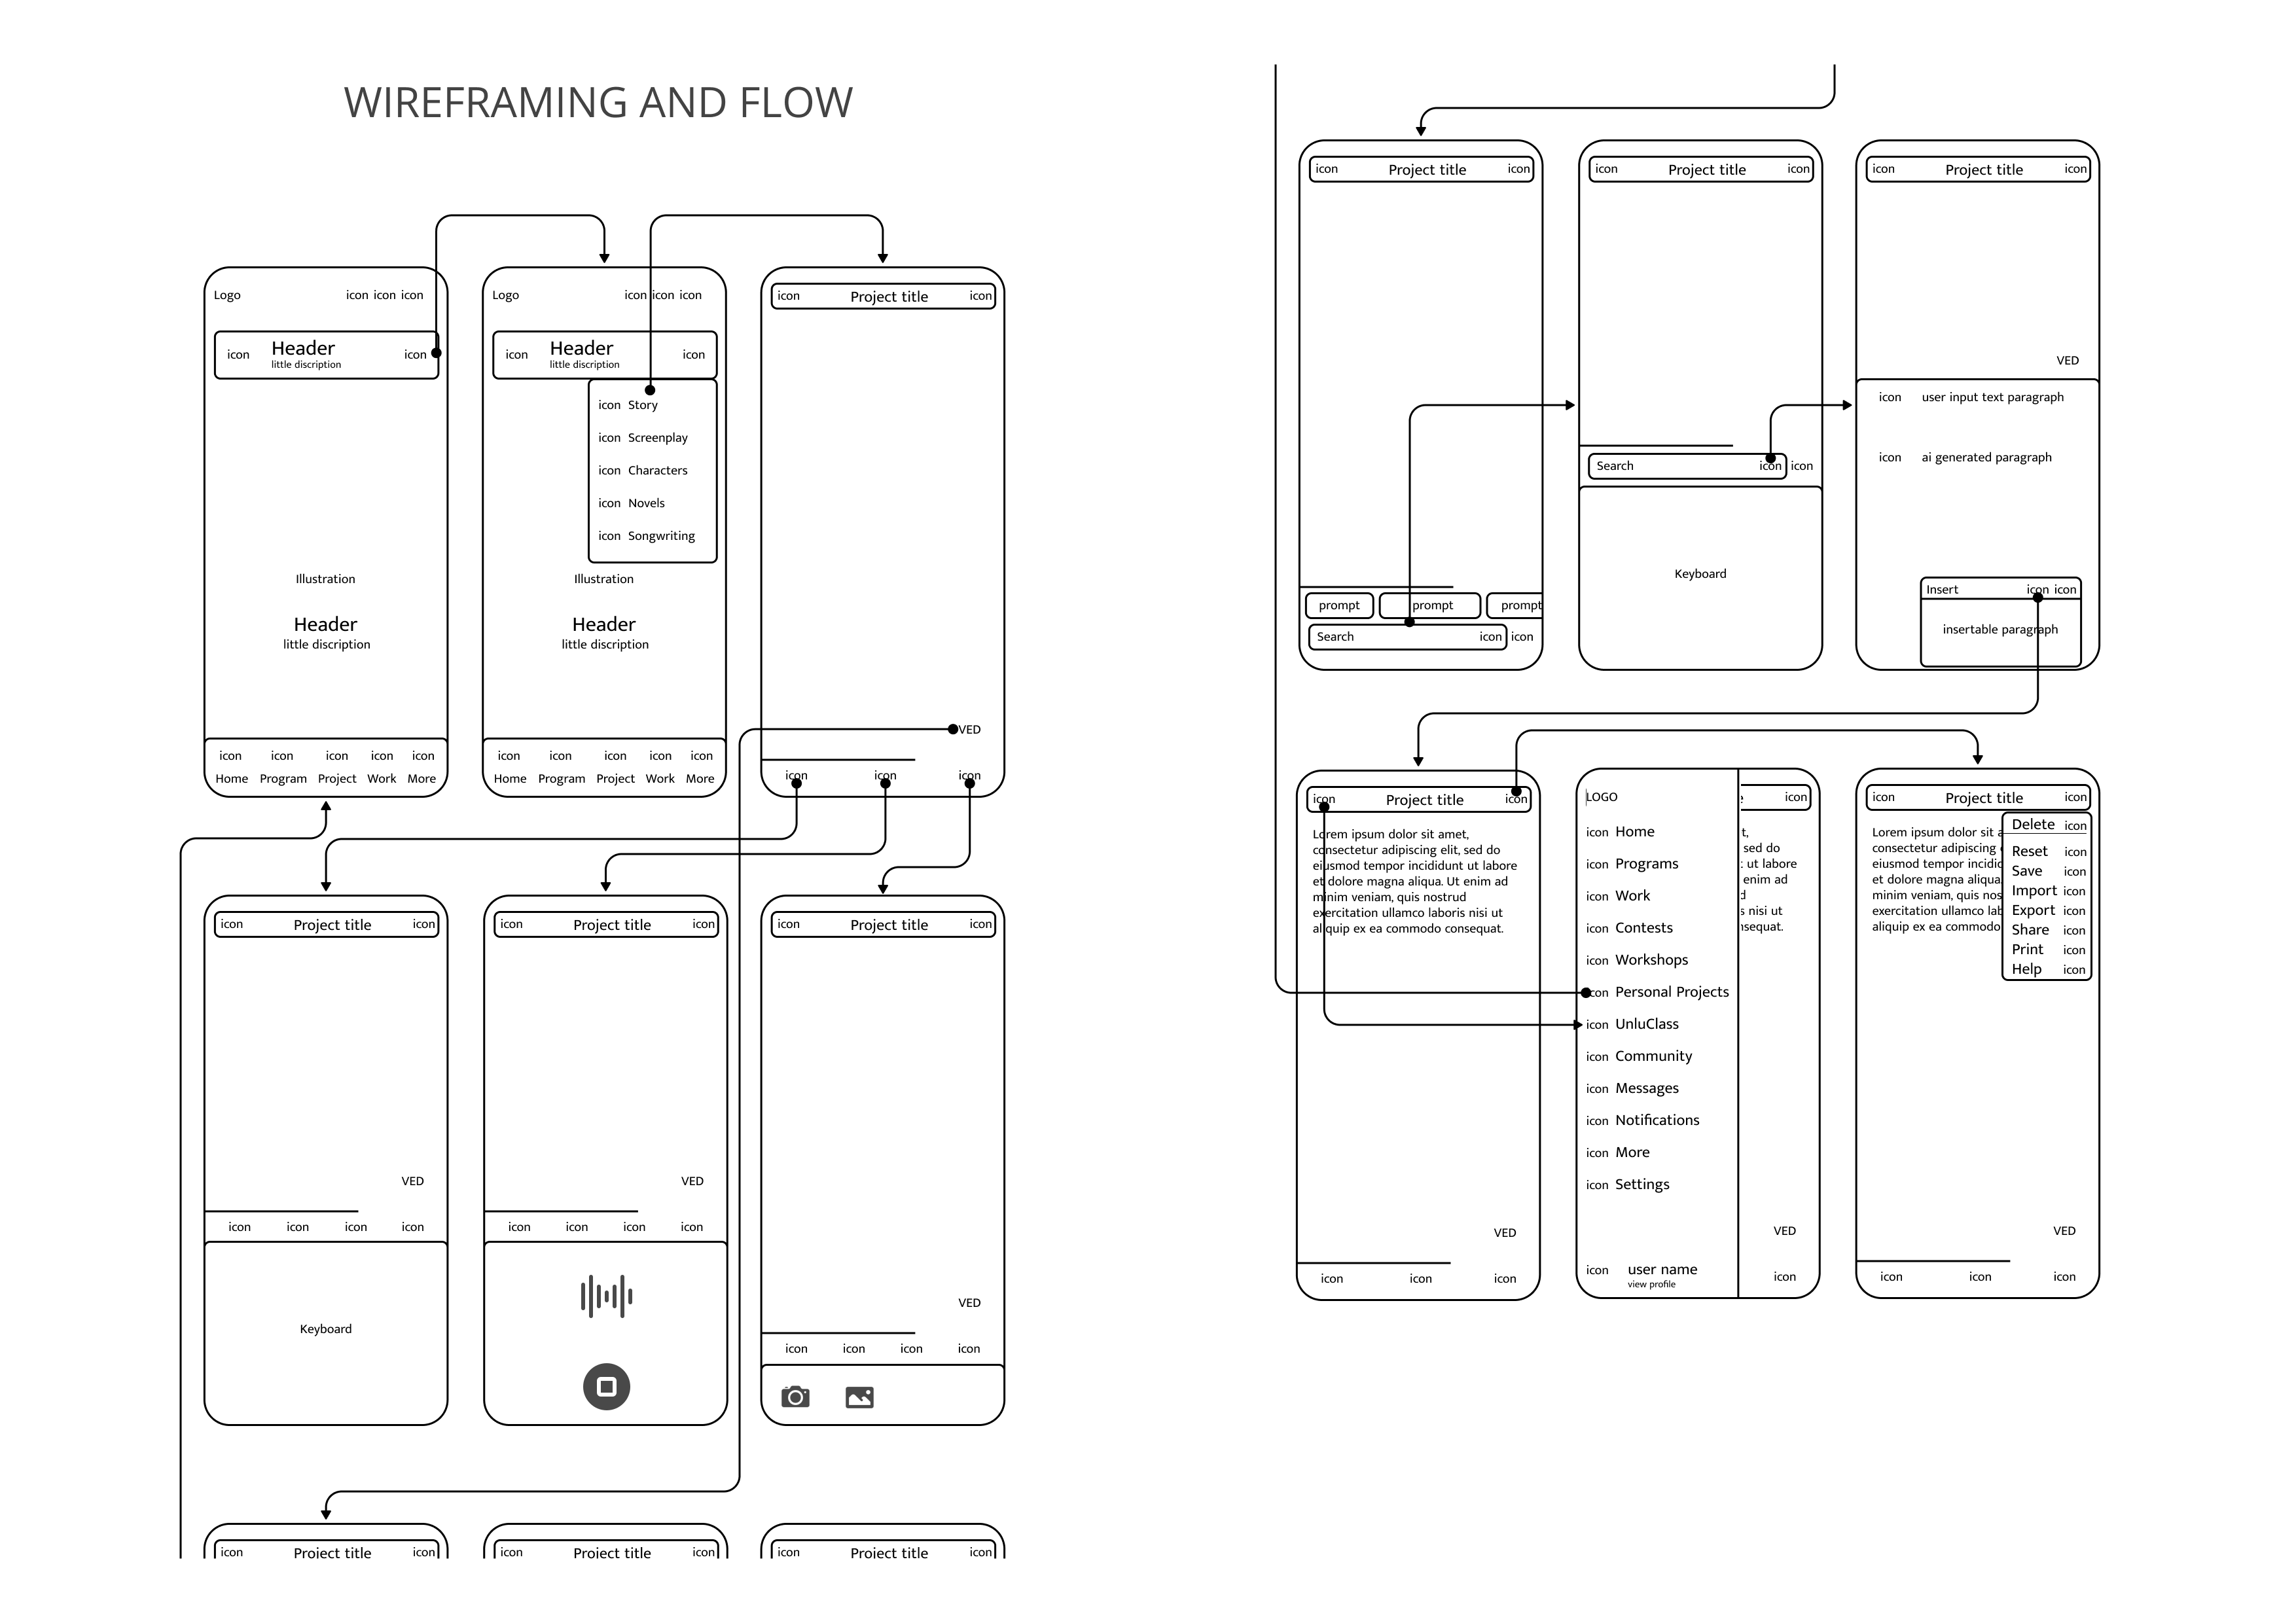 WIREFRAMING AND FLOW
Logo
icon icon icon
icon
Header
little discription
icon
Illustration
Header
little discription
icon icon icon icon icon
Home Program Project Work More
Logo
icon icon icon
icon
Header
little discription
icon
icon Story
icon Screenplay
icon Characters
icon Novels
icon Songwriting
Illustration
Header
little discription
icon icon icon icon icon
Home Program Project Work More
icon Project title icon
VED
icon icon icon
icon Project title icon
VED
icon icon icon icon
Keyboard
icon Project title icon
VED
icon icon icon icon
icon Project title icon
VED
icon icon icon icon
icon Project title icon
icon Project title icon
icon Project title icon
icon Project title icon
prompt prompt prompt
Search icon icon
icon Project title icon
Search icon icon
Keyboard
icon Project title icon
VED
icon user input text paragraph
icon ai generated paragraph
Insert icon icon
insertable paragraph
icon Project title icon
Lorem ipsum dolor sit amet,
consectetur adipiscing elit, sed do
eiusmod tempor incididunt ut labore
et dolore magna aliqua. Ut enim ad
minim veniam, quis nostrud
exercitation ullamco laboris nisi ut
aliquip ex ea commodo consequat.
VED
icon icon icon
LOGO
icon Home
icon Programs
icon Work
icon Contests
icon Workshops
icon Personal Projects
icon UnluClass
icon Community
icon Messages
icon Notifications
icon More
icon Settings
icon user name
view profile
e icon
t,
sed do
t ut labore
enim ad
d
s nisi ut
nsequat.
VED
icon
icon Project title icon
Lorem ipsum dolor sit a
consectetur adipiscing
eiusmod tempor incidid
et dolore magna aliqua
minim veniam, quis nos
exercitation ullamco lab
aliquip ex ea commodo
Delete icon
Reset icon
Save icon
Import icon
Export icon
Share icon
Print icon
Help icon
VED
icon icon icon